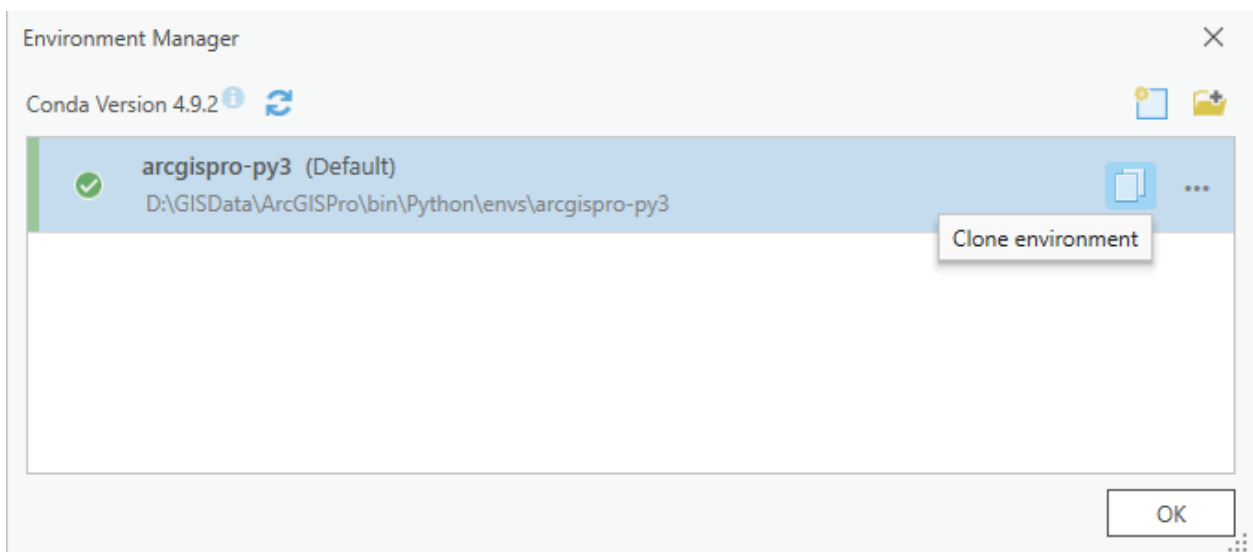 Environment Manager
Conda Version 4.9.2
arcgispro-py3 (Default)
D:\GISData\ArcGISPro\bin\Python\envs\arcgispro-py3
Clone environment
OK